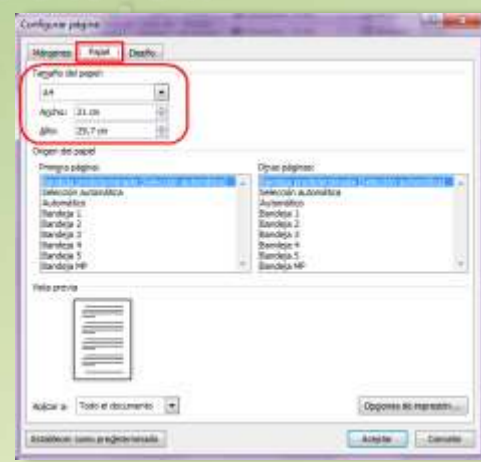 Configurar página
Márgenes Papel Diseño
Tamaño del papel:
A4
Ancho: 21 cm
Alto: 29,7 cm
Origen del papel
Primera página: Otras páginas:
Selección automática Selección automática
Automático Automático
Bandeja 1 Bandeja 1
Bandeja 2 Bandeja 2
Bandeja 3 Bandeja 3
Bandeja 4 Bandeja 4
Bandeja 5 Bandeja 5
Bandeja MP Bandeja MP
Vista previa
Aplicar a: Todo el documento Opciones de impresión...
Establecer como predeterminado Aceptar Cancelar